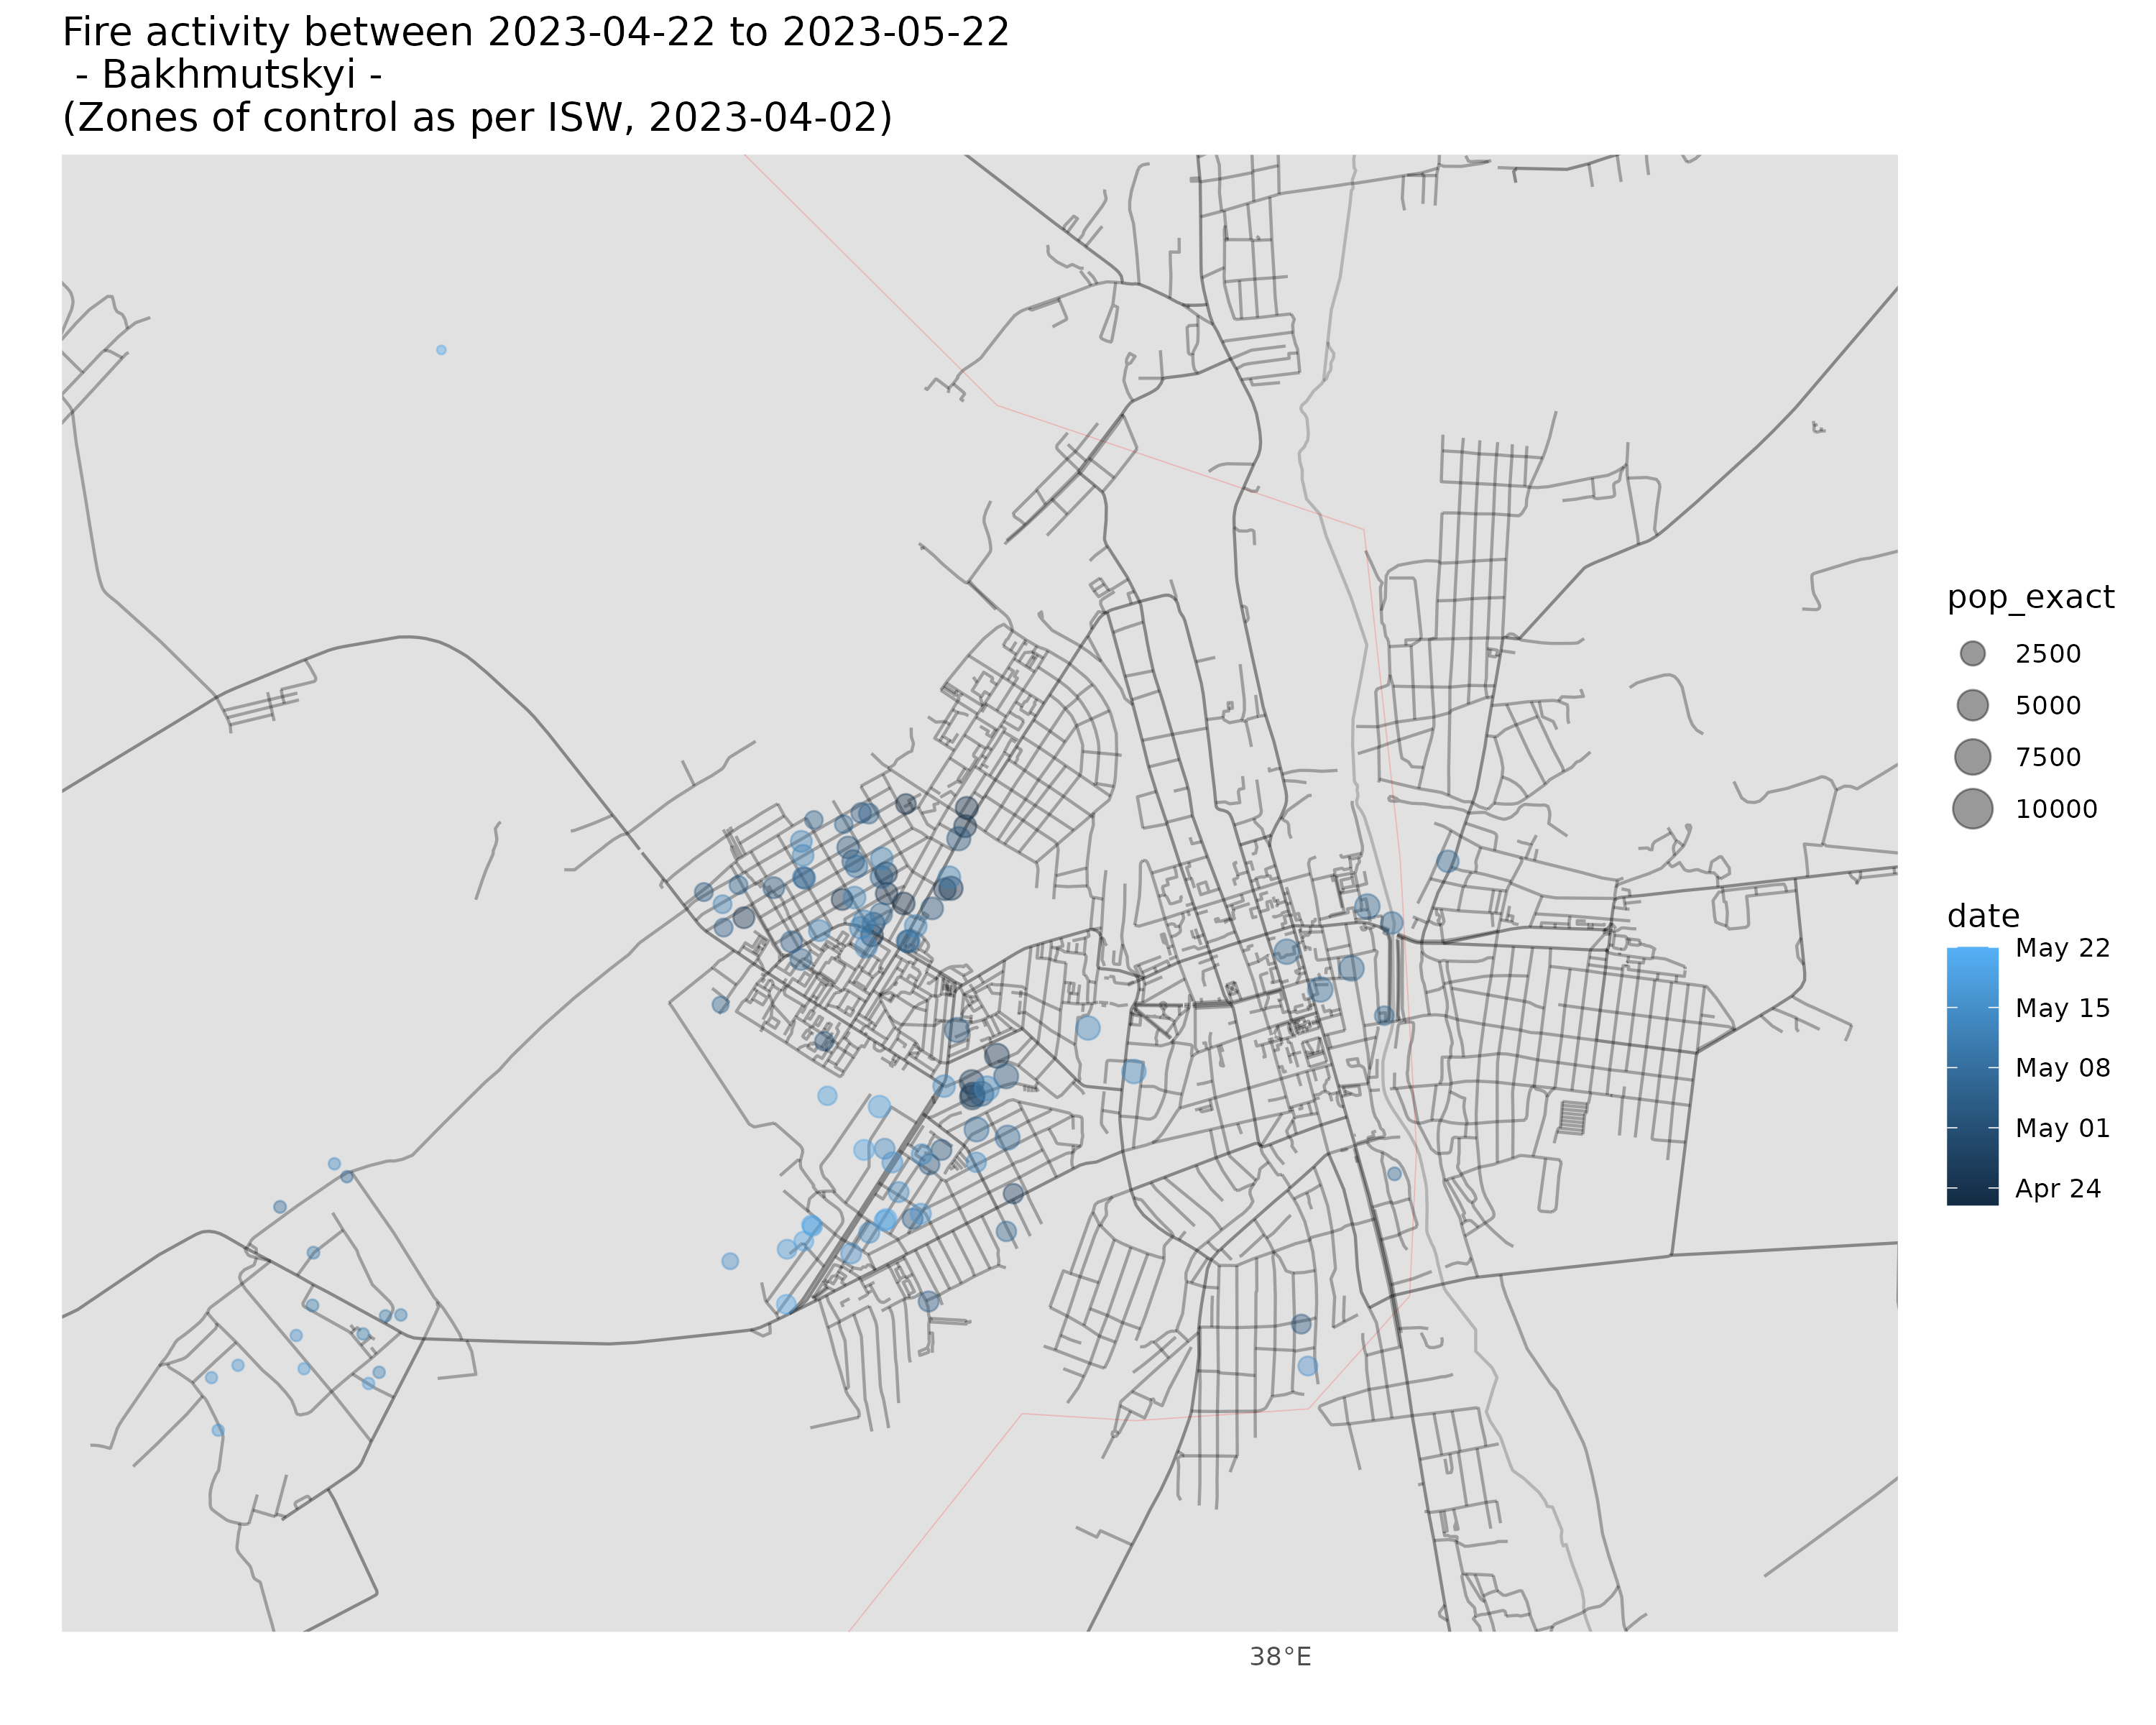 Fire activity between 2023-04-22 to 2023-05-22
- Bakhmutskyi -
(Zones of control as per ISW, 2023-04-02)
pop_exact
2500
5000
7500
10000
date
May 22
May 15
May 08
May 01
Apr 24
38°E